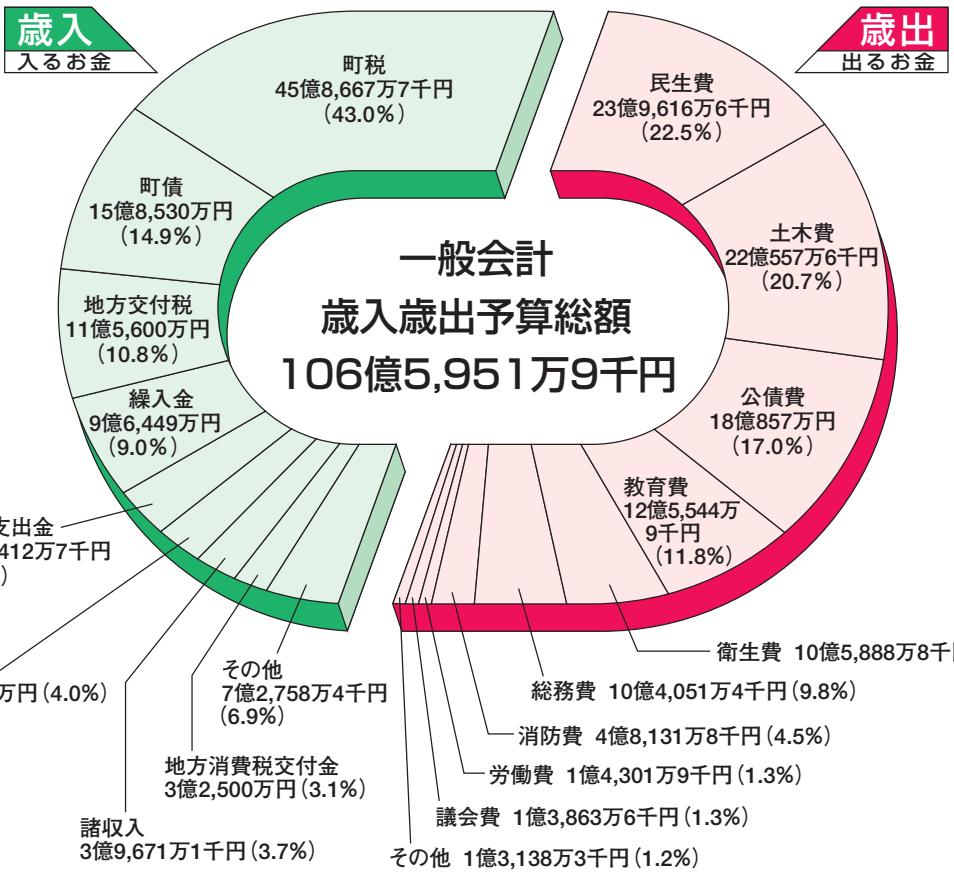 歳入
入るお金
歳出
出るお金
一般会計
歳入歳出予算総額
106億5,951万9千円
町税
45億8,667万7千円
(43.0%)
町債
15億8,530万円
(14.9%)
地方交付税
11億5,600万円
(10.8%)
繰入金
9億6,449万円
(9.0%)
支出金
412万7千円
)
万円(4.0%)
諸収入
3億9,671万1千円(3.7%)
地方消費税交付金
3億2,500万円(3.1%)
その他
7億2,758万4千円
(6.9%)
民生費
23億9,616万6千円
(22.5%)
土木費
22億557万6千円
(20.7%)
公債費
18億857万円
(17.0%)
教育費
12億5,544万
9千円
(11.8%)
衛生費 10億5,888万8千
総務費 10億4,051万4千円(9.8%)
消防費 4億8,131万8千円(4.5%)
労働費 1億4,301万9千円(1.3%)
議会費 1億3,863万6千円(1.3%)
その他 1億3,138万3千円(1.2%)